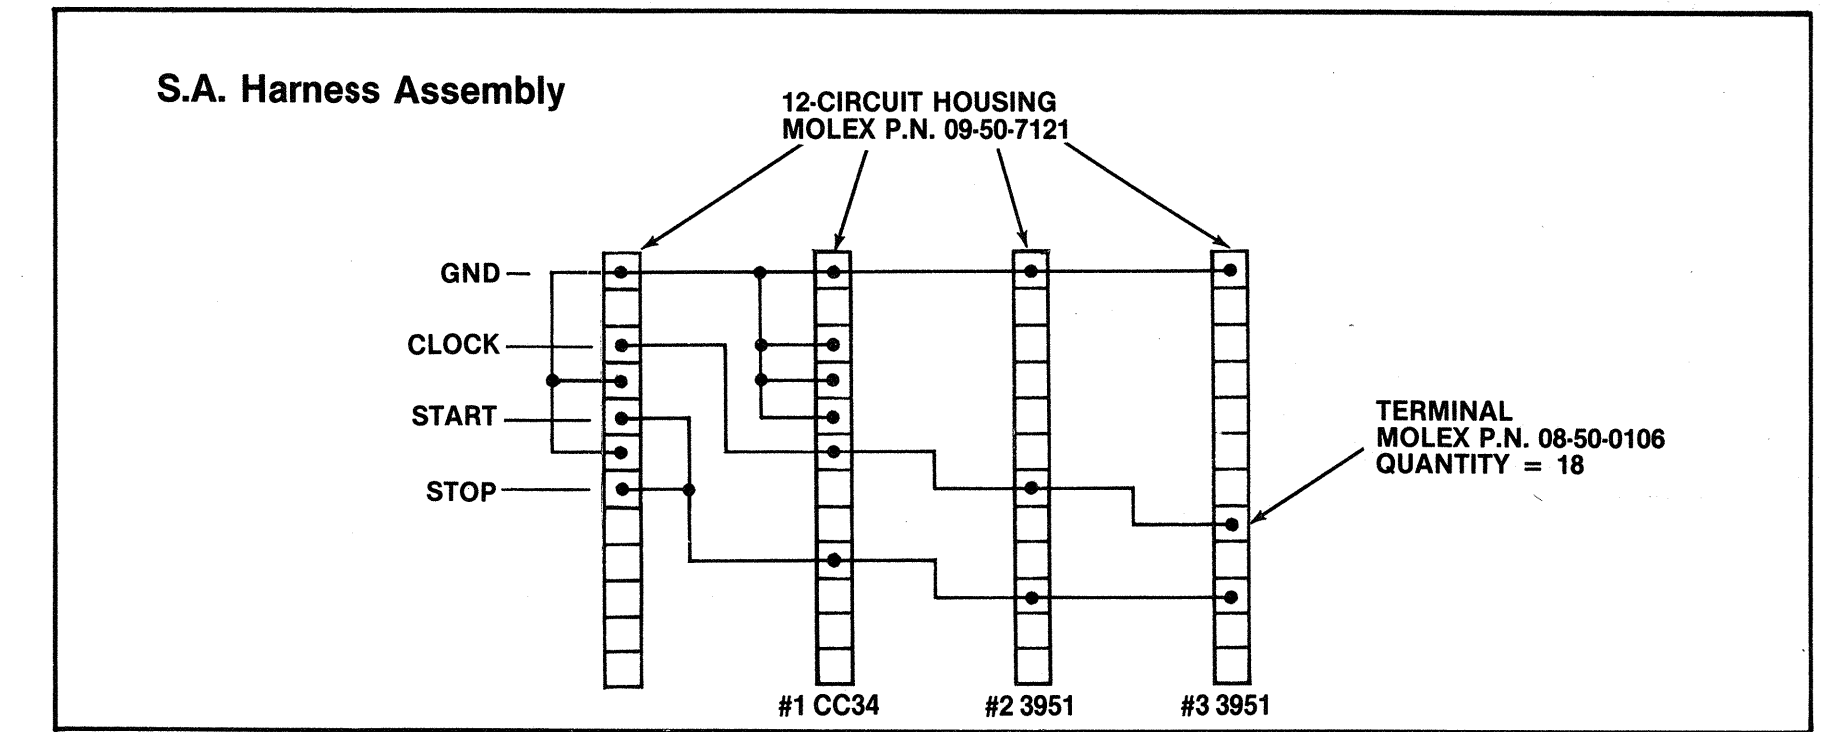 S.A. Harness Assembly
12-CIRCUIT HOUSING
MOLEX P.N. 09-50-7121
GND
CLOCK
START
STOP
TERMINAL
MOLEX P.N. 08-50-0106
QUANTITY = 18
#1 CC34
#2 3951
#3 3951